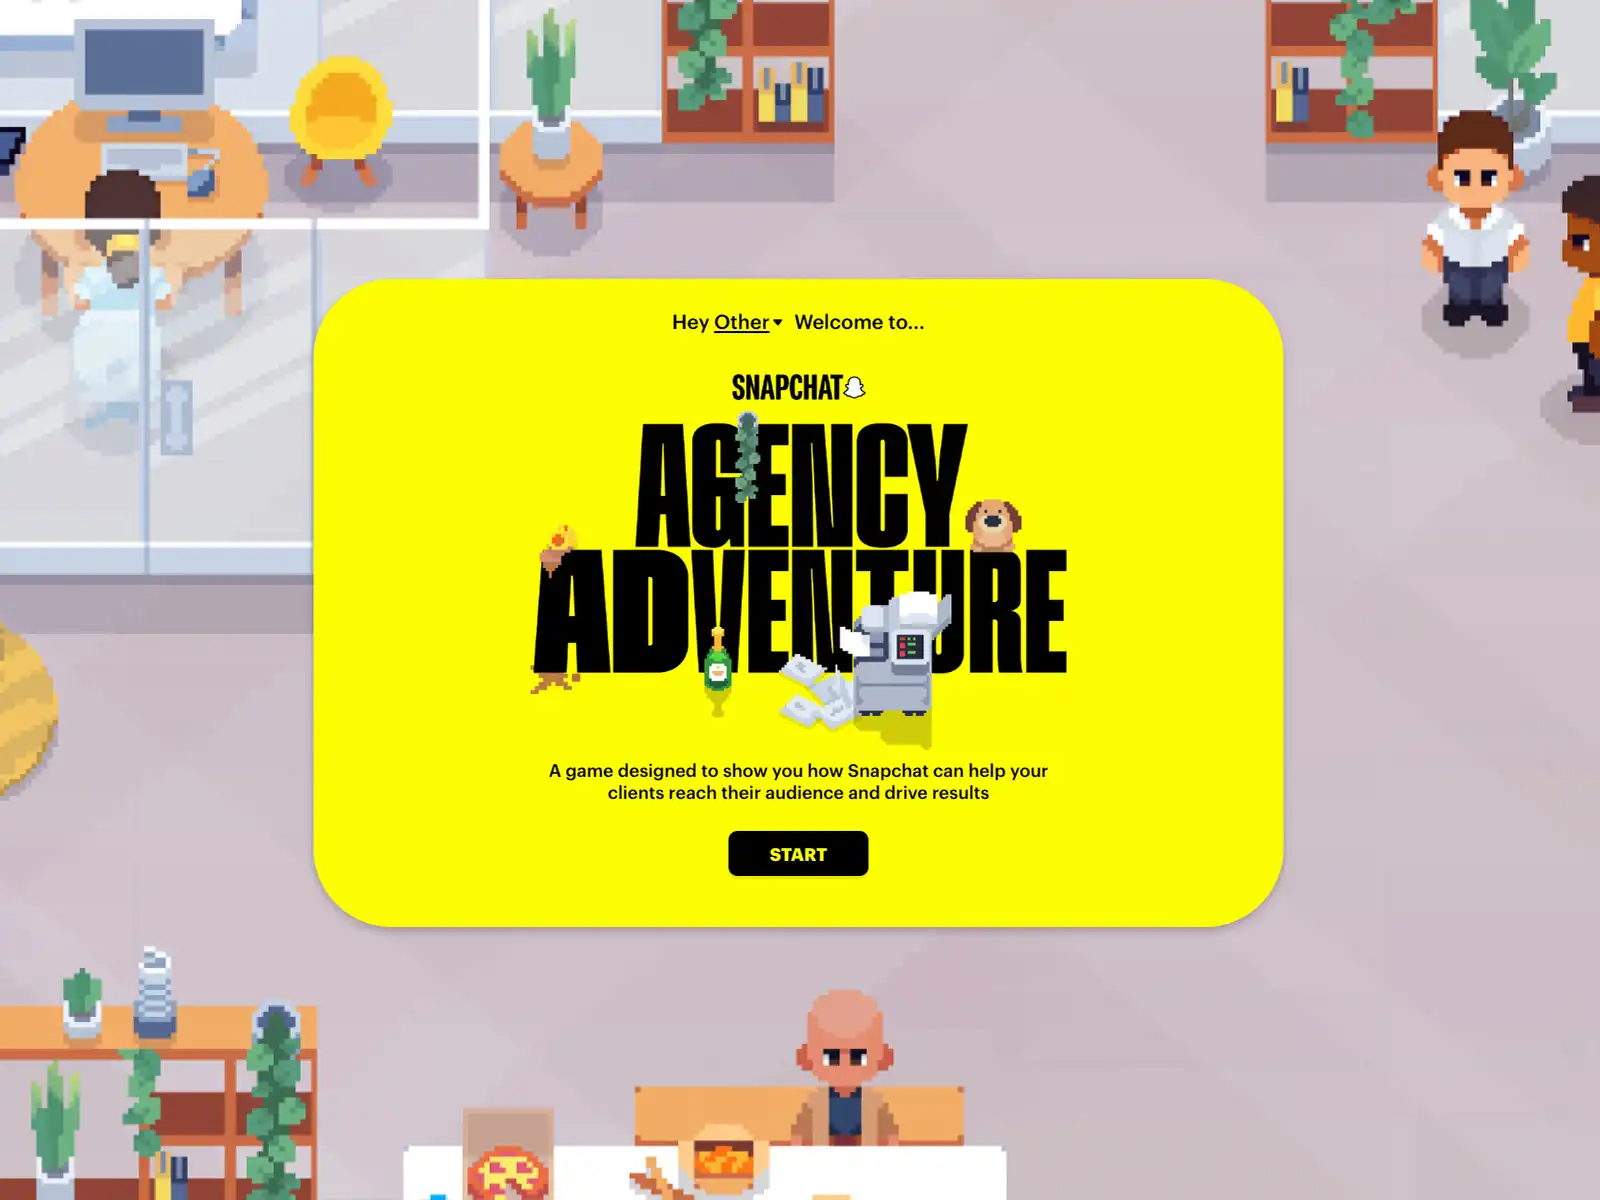 Hey Other Welcome to...
SNAPCHAT
AGENCY
ADVENTURE
A game designed to show you how Snapchat can help your
clients reach their audience and drive results
START